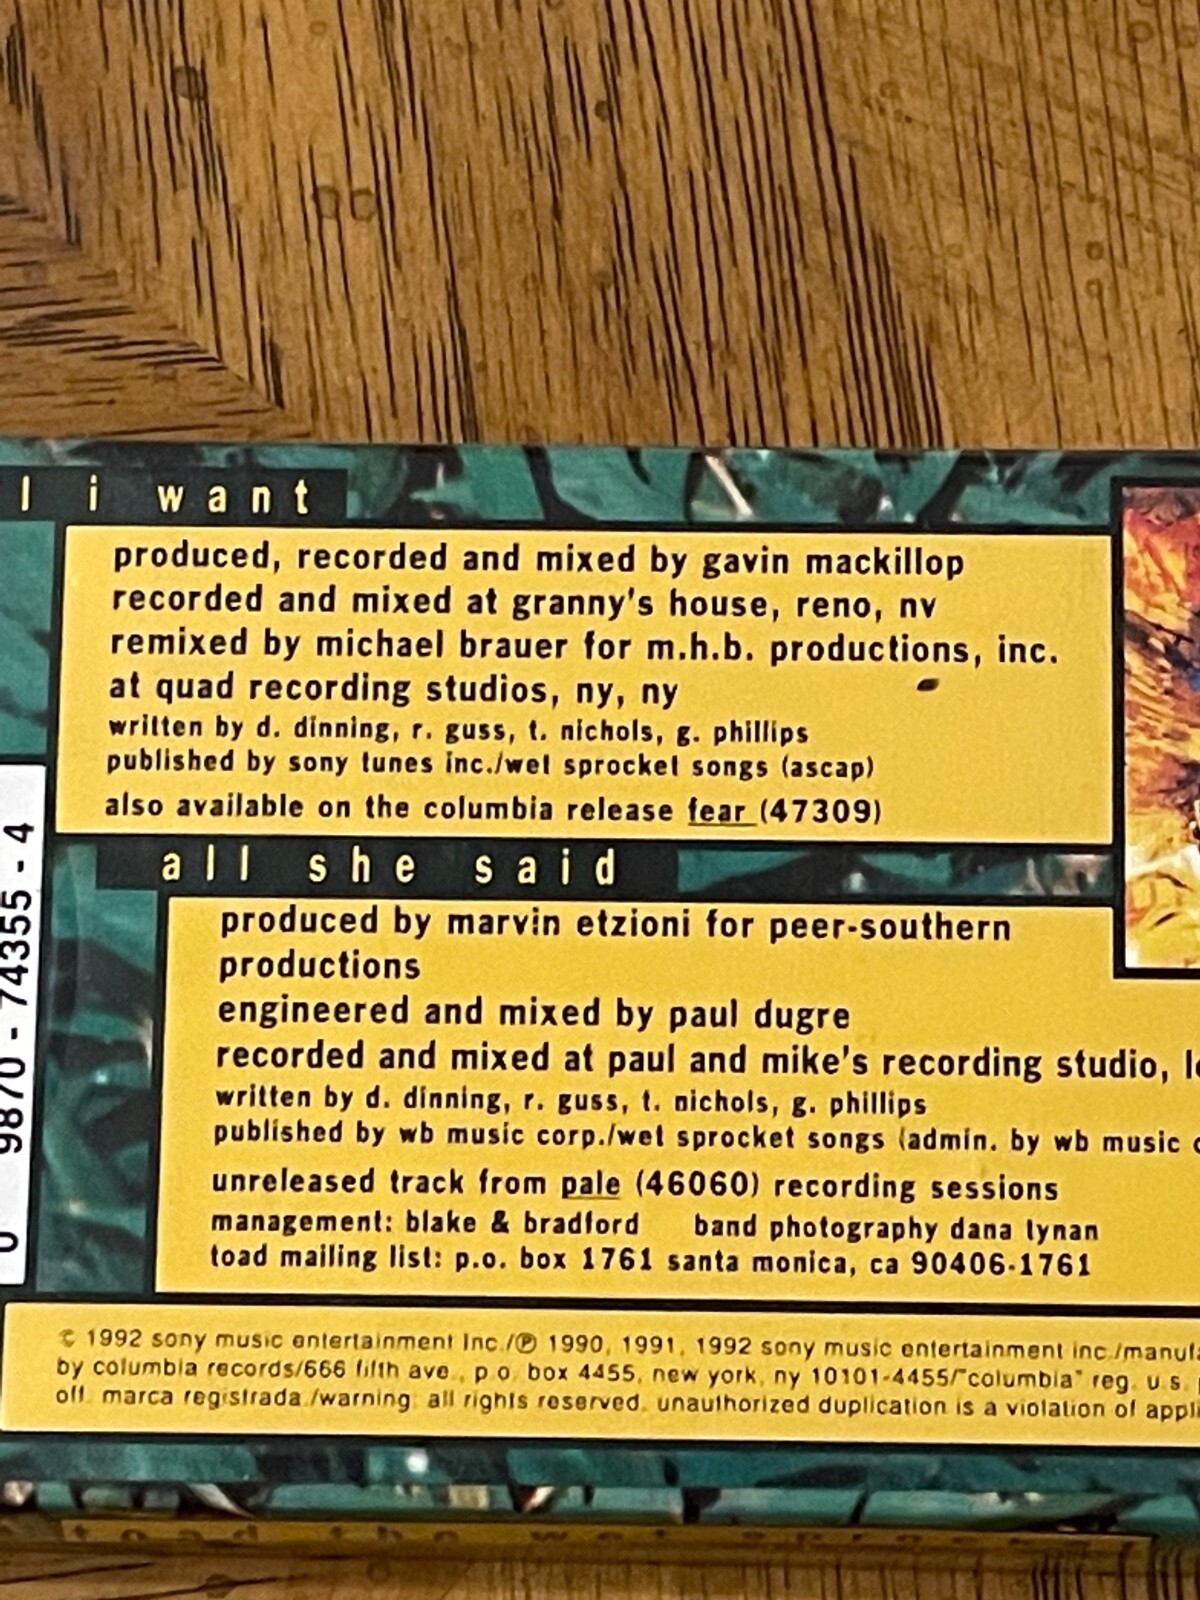 l i want
produced, recorded and mixed by gavin mackillop
recorded and mixed at granny's house, reno, nv
remixed by michael brauer for m.h.b. productions, inc.
at quad recording studios, ny, ny
written by d. dinning, r. guss, t. nichols, g. phillips
published by sony tunes inc./wet sprocket songs (ascap)
also available on the columbia release fear (47309)
all she said
produced by marvin etzioni for peer-southern
productions
engineered and mixed by paul dugre
recorded and mixed at paul and mike's recording studio,
written by d. dinning, r. guss, t. nichols, g. phillips
published by wb music corp./wet sprocket songs (admin. by wb music
unreleased track from pale (46060) recording sessions
management: blake & bradford band photography dana tynan
toad mailing list: p.o. box 1761 santa monica, ca 90406-1761
© 1992 sony music entertainment Inc./℗ 1990, 1991, 1992 sony music entertainment inc./manufa
by columbia records/666 fifth ave., p.o. box 4455, new york, ny 10101-4455/"columbia" reg. u.s.
off. marca registrada./warning: all rights reserved. unauthorized duplication is a violation of appli
0 9870 - 74355 - 4
toad the wet